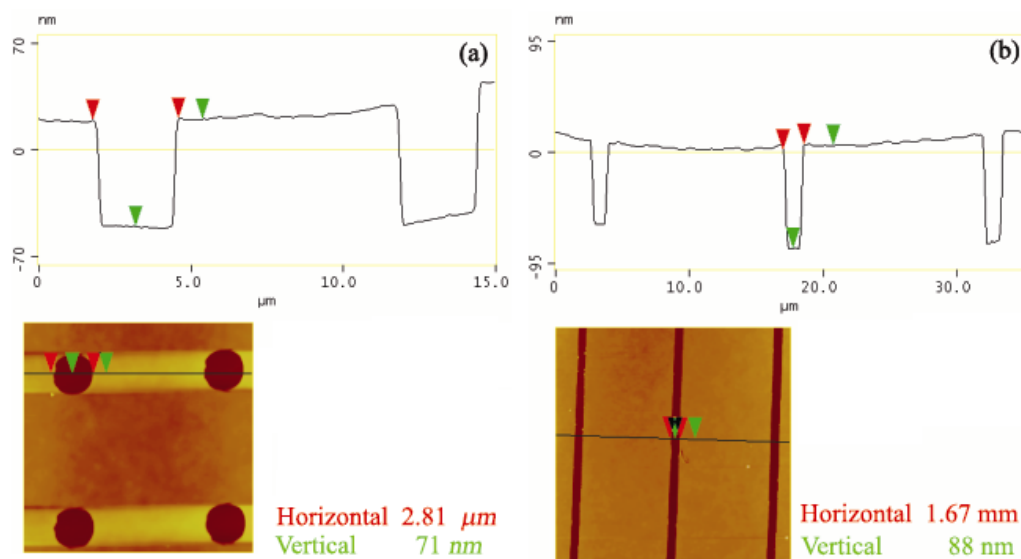 nm
70
0
-70
(a)
0
5.0
10.0
15.0
µm
nm
95
0
-95
(b)
0
10.0
20.0
30.0
µm
Horizontal 2.81 µm
Vertical 71 nm
Horizontal 1.67 mm
Vertical 88 nm